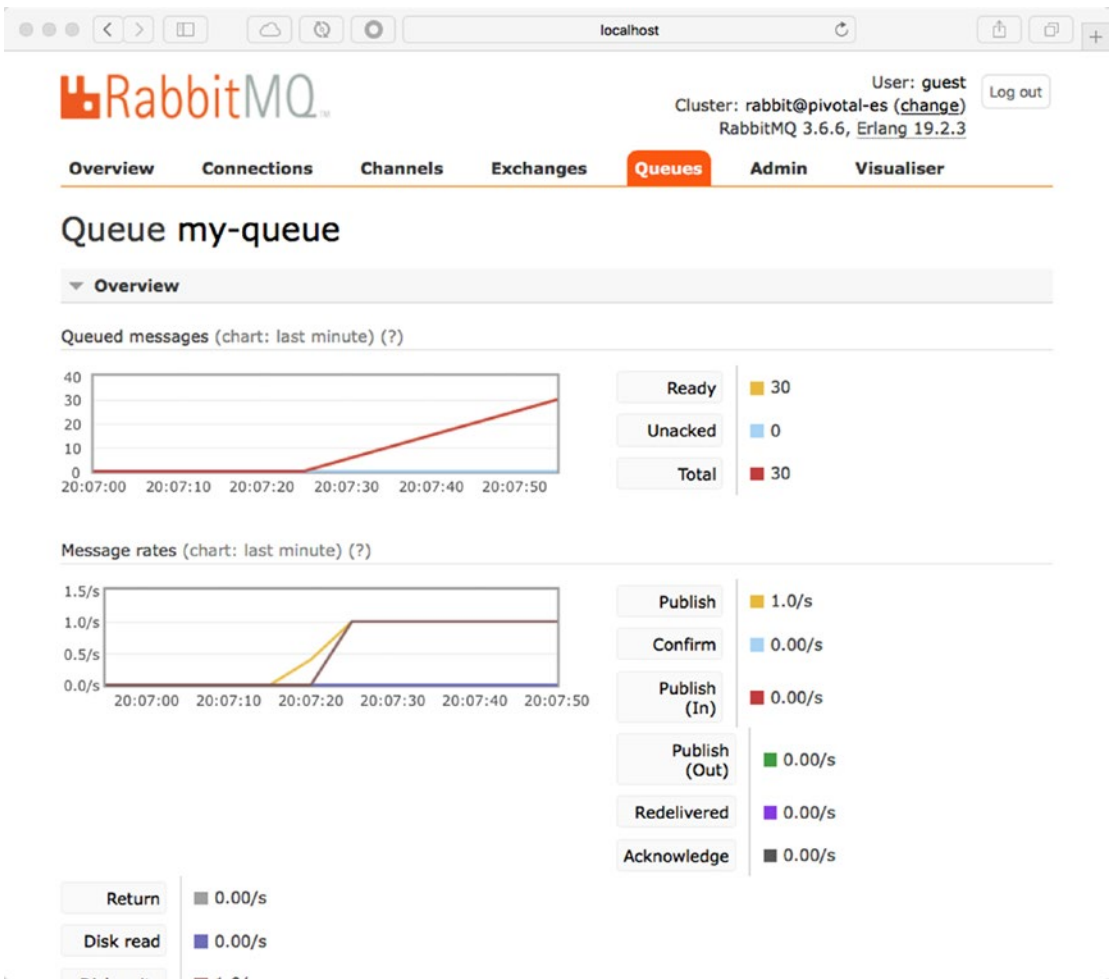 localhost
RabbitMQ™
User: guest
Log out
Cluster: rabbit@pivotal-es (change)
RabbitMQ 3.6.6, Erlang 19.2.3
Overview Connections Channels Exchanges Queues Admin Visualiser
Queue my-queue
Overview
Queued messages (chart: last minute) (?)
40
30
20
10
0
20:07:00 20:07:10 20:07:20 20:07:30 20:07:40 20:07:50
Ready 30
Unacked 0
Total 30
Message rates (chart: last minute) (?)
1.5/s
1.0/s
0.5/s
0.0/s
20:07:00 20:07:10 20:07:20 20:07:30 20:07:40 20:07:50
Publish 1.0/s
Confirm 0.00/s
Publish
(In) 0.00/s
Publish
(Out) 0.00/s
Redelivered 0.00/s
Acknowledge 0.00/s
Return 0.00/s
Disk read 0.00/s